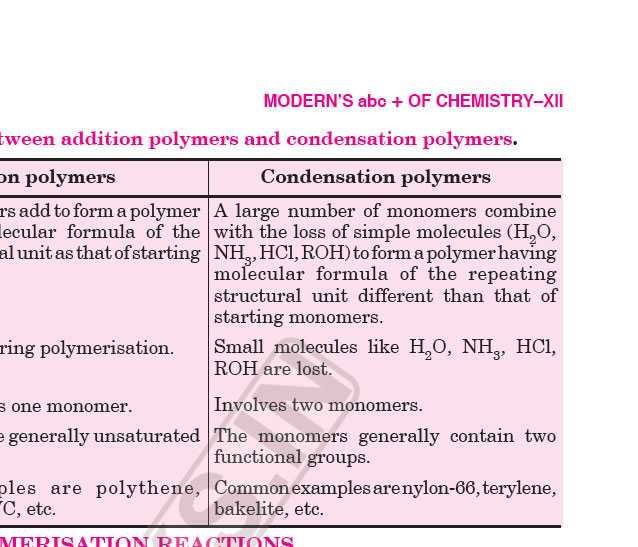 MODERN'S abc + OF CHEMISTRY–XII
tween addition polymers and condensation polymers.
on polymers
Condensation polymers
rs add to form a polymer
lecular formula of the
al unit as that of starting
A large number of monomers combine
with the loss of simple molecules (H₂O,
NH₃, HCl, ROH) to form a polymer having
molecular formula of the repeating
structural unit different than that of
starting monomers.
ring polymerisation.
Small molecules like H₂O, NH₃, HCl,
ROH are lost.
s one monomer.
Involves two monomers.
e generally unsaturated
The monomers generally contain two
functional groups.
ples are polythene,
C, etc.
Common examples are nylon-66, terylene,
bakelite, etc.
MERISATION REACTIONS
S.IN